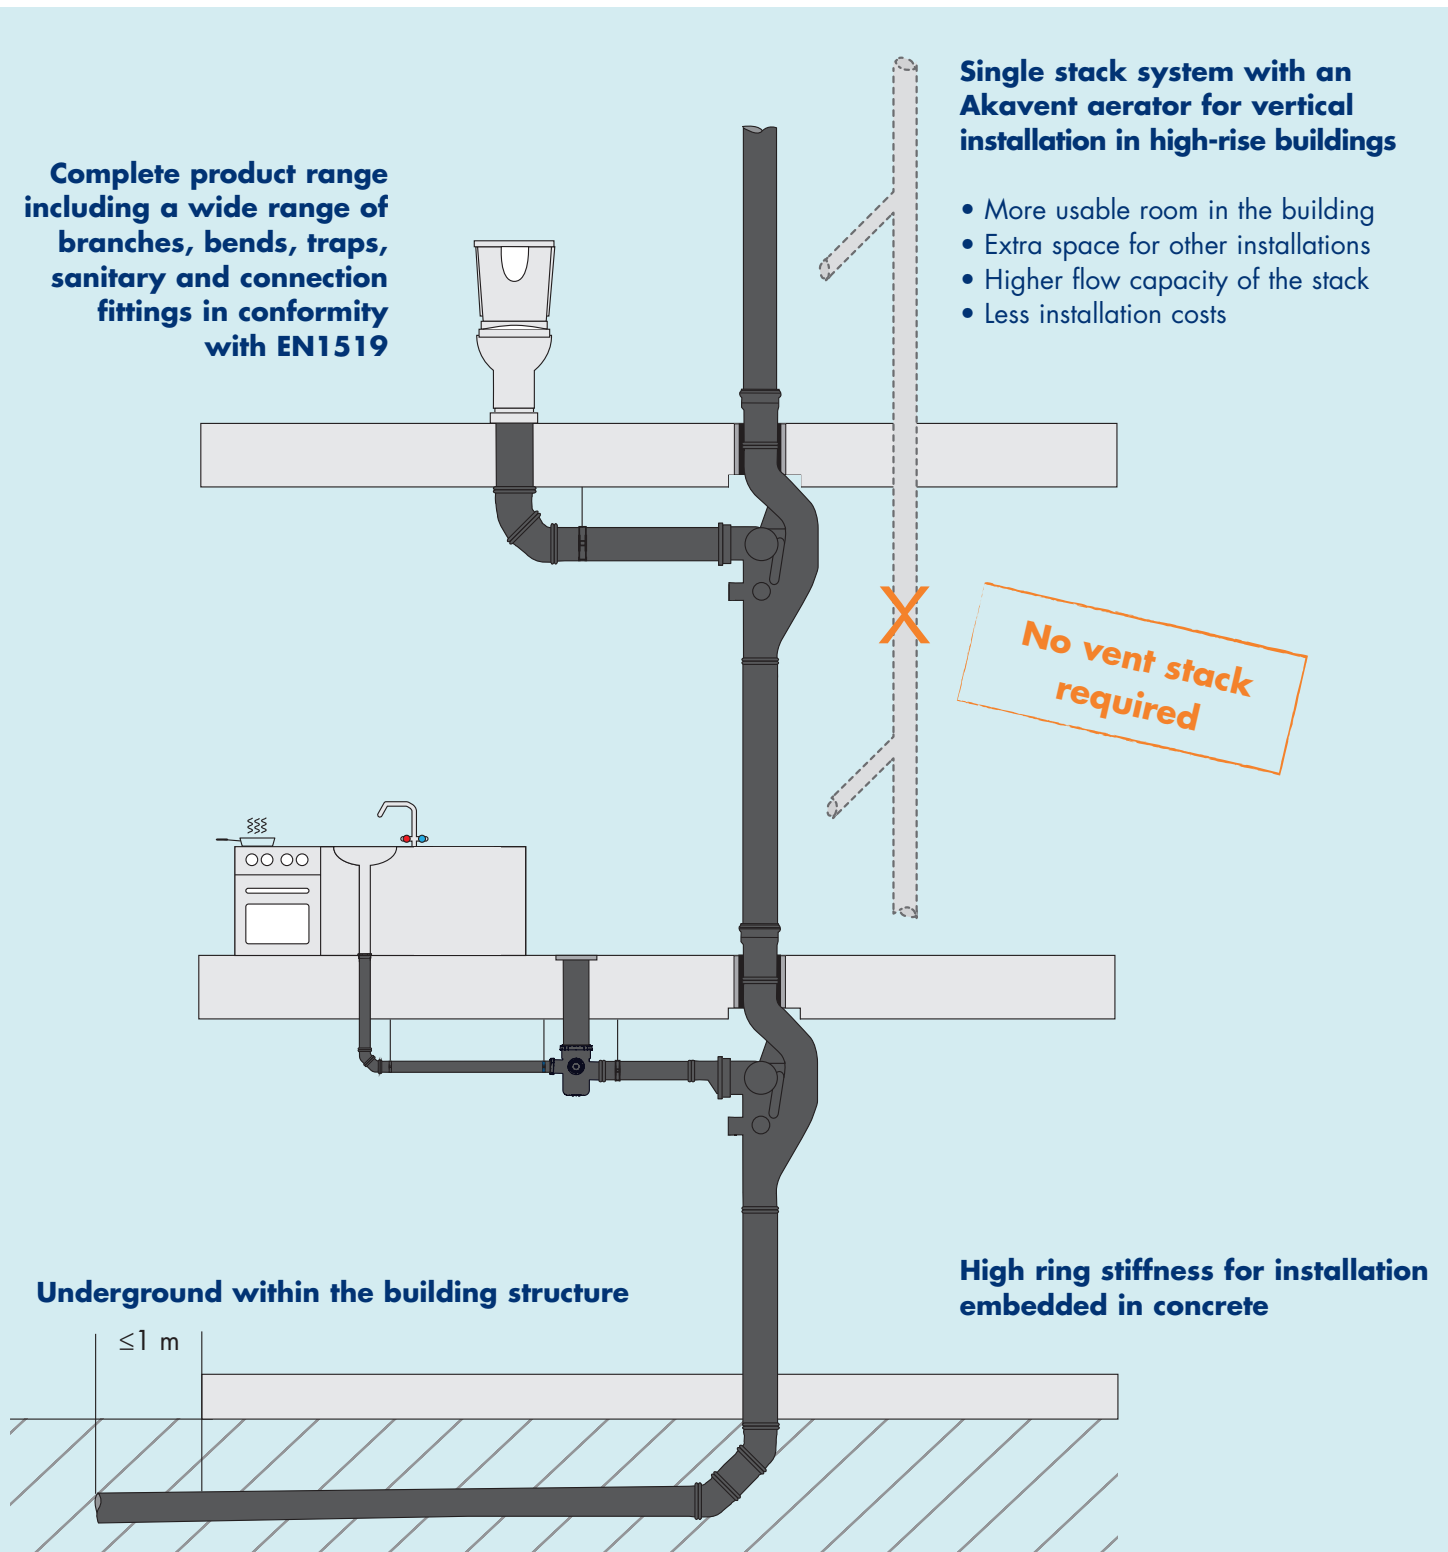 Complete product range
including a wide range of
branches, bends, traps,
sanitary and connection
fittings in conformity
with EN1519
Single stack system with an
Akavent aerator for vertical
installation in high-rise buildings
• More usable room in the building
• Extra space for other installations
• Higher flow capacity of the stack
• Less installation costs
X
No vent stack
required
Underground within the building structure
≤1 m
High ring stiffness for installation
embedded in concrete